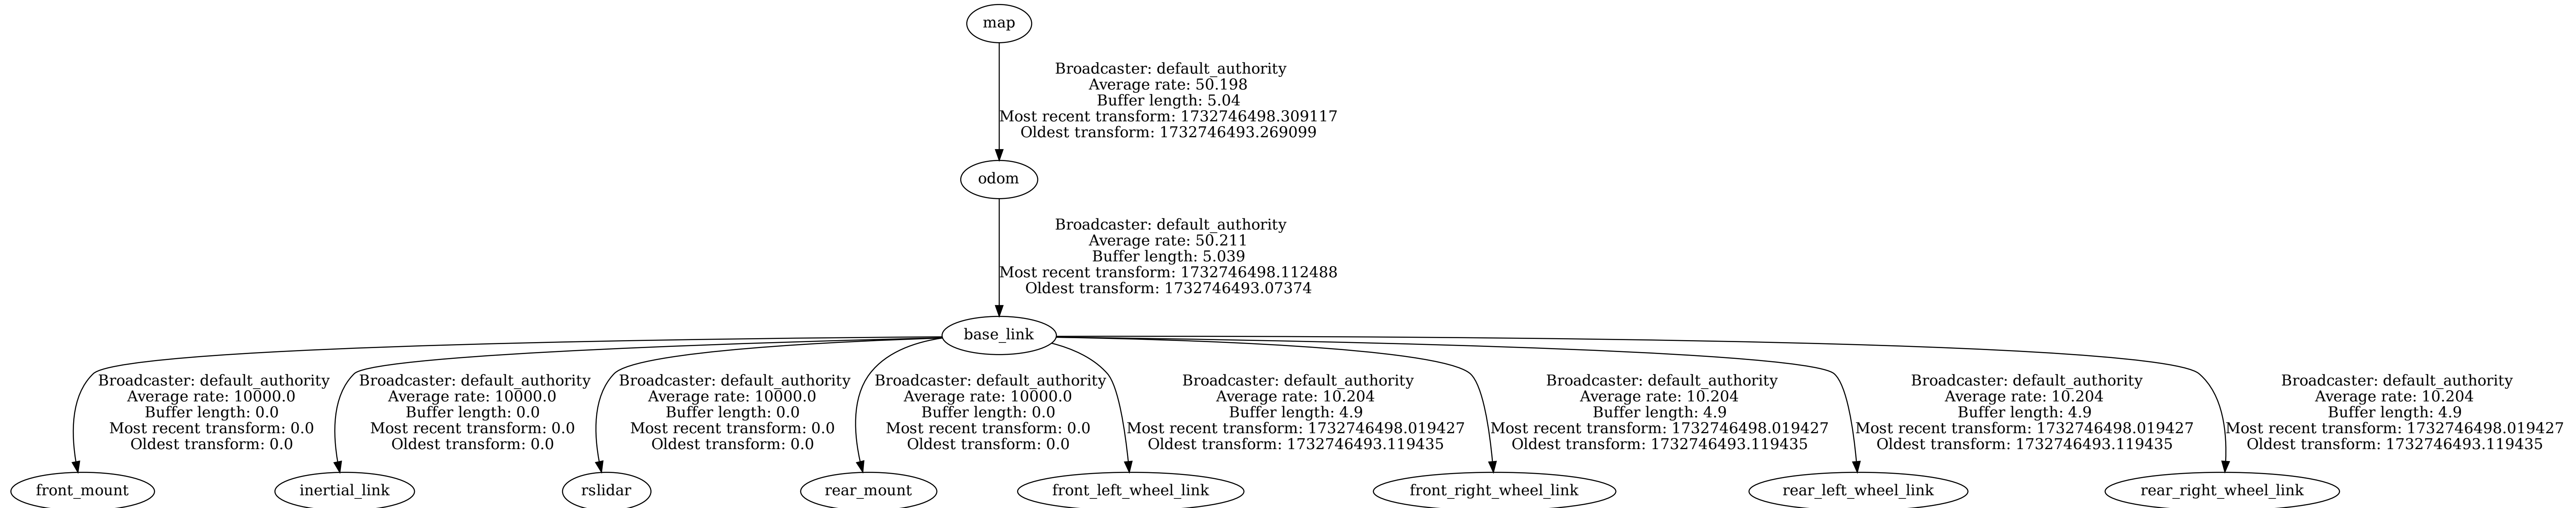 map
Broadcaster: default_authority
Average rate: 50.198
Buffer length: 5.04
Most recent transform: 1732746498.309117
Oldest transform: 1732746493.269099
odom
Broadcaster: default_authority
Average rate: 50.211
Buffer length: 5.039
Most recent transform: 1732746498.112488
Oldest transform: 1732746493.07374
base_link
Broadcaster: default_authority
Average rate: 10000.0
Buffer length: 0.0
Most recent transform: 0.0
Oldest transform: 0.0
front_mount
Broadcaster: default_authority
Average rate: 10000.0
Buffer length: 0.0
Most recent transform: 0.0
Oldest transform: 0.0
inertial_link
Broadcaster: default_authority
Average rate: 10000.0
Buffer length: 0.0
Most recent transform: 0.0
Oldest transform: 0.0
rslidar
Broadcaster: default_authority
Average rate: 10000.0
Buffer length: 0.0
Most recent transform: 0.0
Oldest transform: 0.0
rear_mount
Broadcaster: default_authority
Average rate: 10.204
Buffer length: 4.9
Most recent transform: 1732746498.019427
Oldest transform: 1732746493.119435
front_left_wheel_link
Broadcaster: default_authority
Average rate: 10.204
Buffer length: 4.9
Most recent transform: 1732746498.019427
Oldest transform: 1732746493.119435
front_right_wheel_link
Broadcaster: default_authority
Average rate: 10.204
Buffer length: 4.9
Most recent transform: 1732746498.019427
Oldest transform: 1732746493.119435
rear_left_wheel_link
Broadcaster: default_authority
Average rate: 10.204
Buffer length: 4.9
Most recent transform: 1732746498.019427
Oldest transform: 1732746493.119435
rear_right_wheel_link